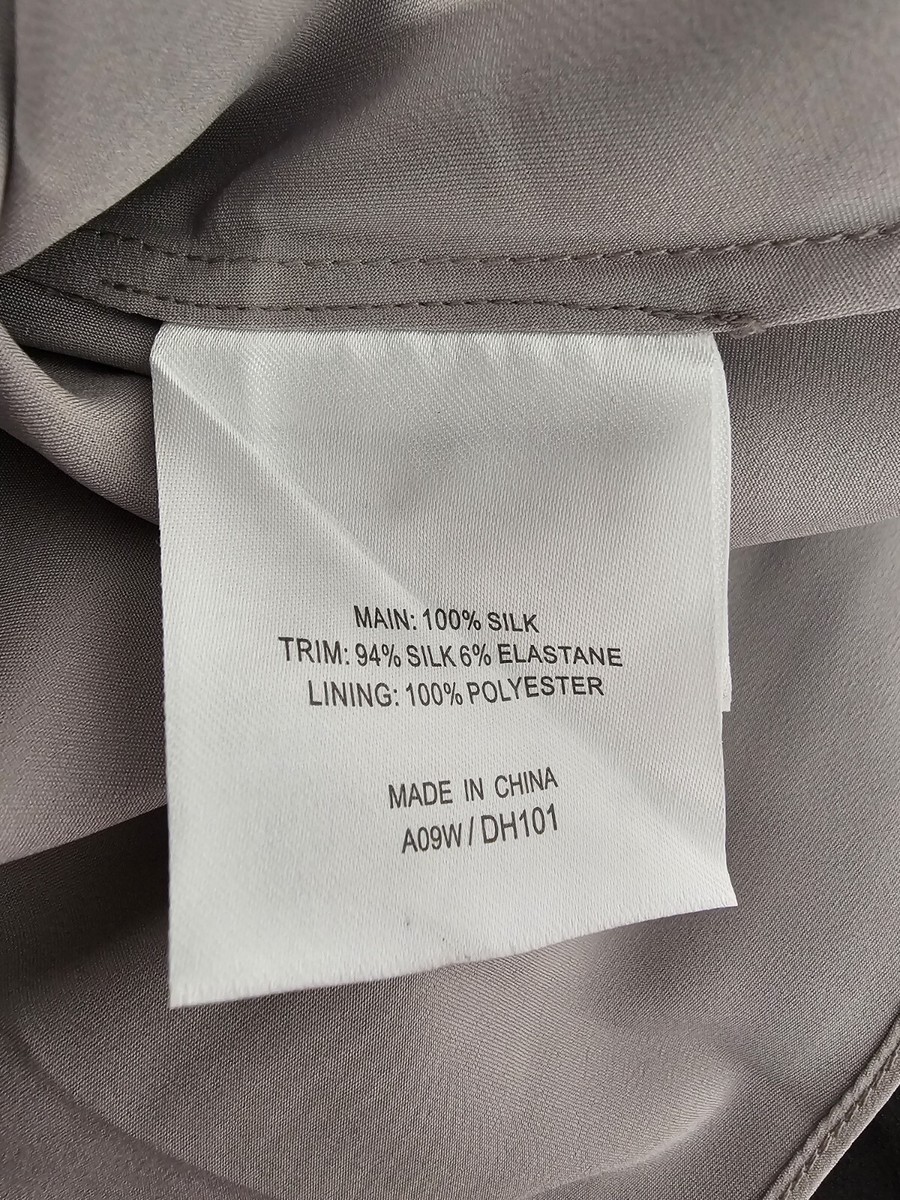 MAIN: 100% SILK
TRIM: 94% SILK 6% ELASTANE
LINING: 100% POLYESTER
MADE IN CHINA
A09W / DH101